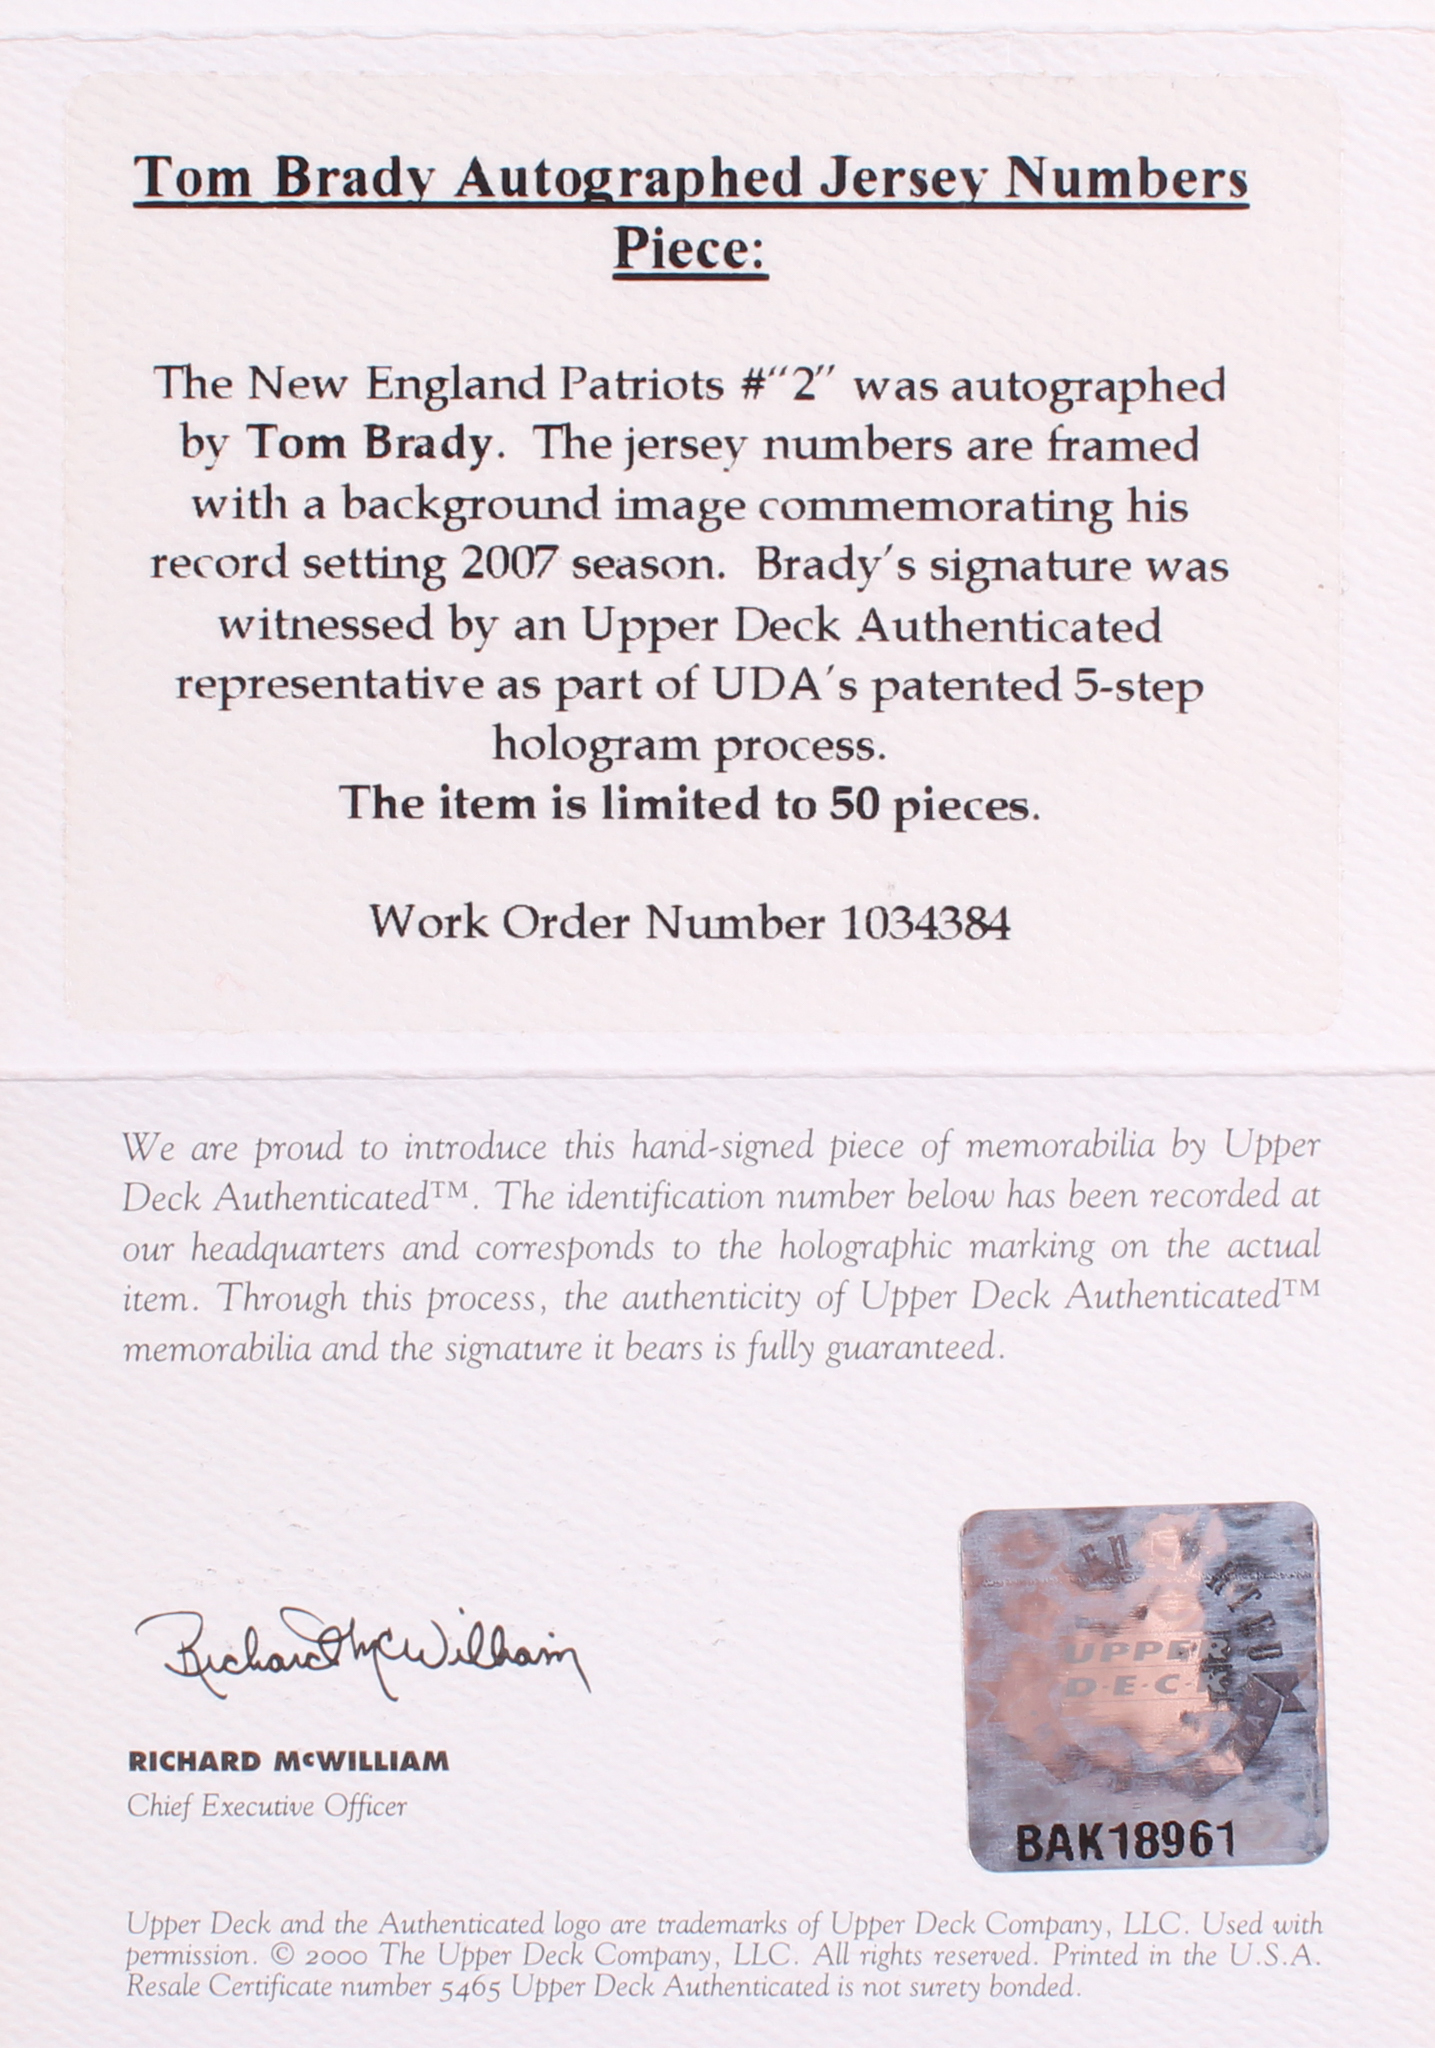 Tom Brady Autographed Jersey Numbers
Piece:
The New England Patriots #"2" was autographed
by Tom Brady. The jersey numbers are framed
with a background image commemorating his
record setting 2007 season. Brady's signature was
witnessed by an Upper Deck Authenticated
representative as part of UDA's patented 5-step
hologram process.
The item is limited to 50 pieces.
Work Order Number 1034384
We are proud to introduce this hand-signed piece of memorabilia by Upper
Deck Authenticated™. The identification number below has been recorded at
our headquarters and corresponds to the holographic marking on the actual
item. Through this process, the authenticity of Upper Deck Authenticated™
memorabilia and the signature it bears is fully guaranteed.
Richard McWilliam
RICHARD McWILLIAM
Chief Executive Officer
UPPER
D·E·C·K
BAK18961
Upper Deck and the Authenticated logo are trademarks of Upper Deck Company, LLC. Used with
permission. © 2000 The Upper Deck Company, LLC. All rights reserved. Printed in the U.S.A.
Resale Certificate number 5465 Upper Deck Authenticated is not surety bonded.